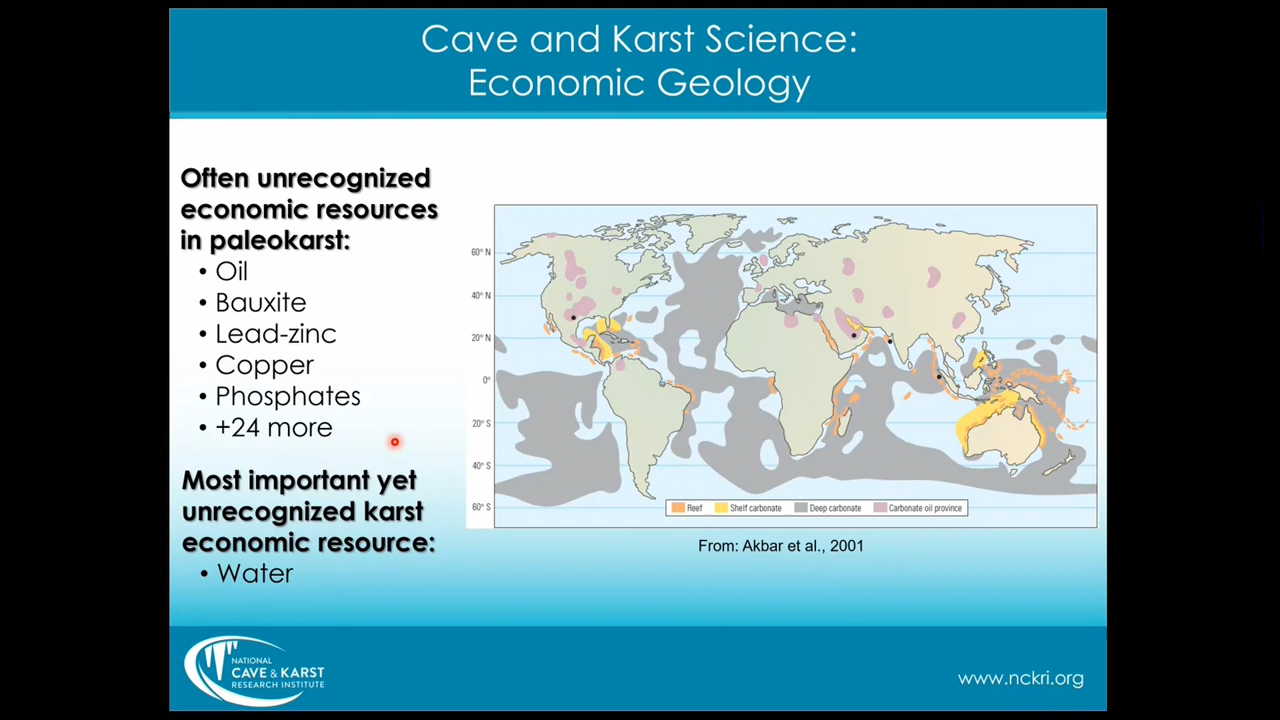 Cave and Karst Science:
Economic Geology
Often unrecognized
economic resources
in paleokarst:
• Oil
• Bauxite
• Lead-zinc
• Copper
• Phosphates
• +24 more
Most important yet
unrecognized karst
economic resource:
• Water
60° N
40° N
20° N
0°
20° S
40° S
60° S
Reef
Shelf carbonate
Deep carbonate
Carbonate oil province
From: Akbar et al., 2001
NATIONAL
CAVE & KARST
RESEARCH INSTITUTE
www.nckri.org